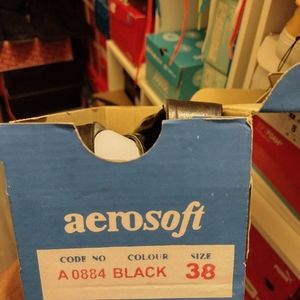 aerosoft
CODE NO COLOUR SIZE
A 0884 BLACK 38